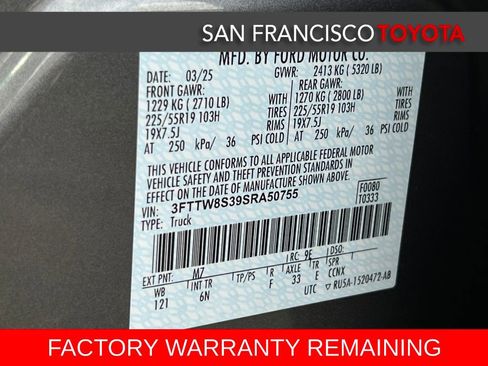 SAN FRANCISCO TOYOTA
MFD. BY FORD MOTOR CO.
DATE: 03/25 GVWR: 2413 KG ( 5320 LB)
FRONT GAWR: REAR GAWR:
1229 KG ( 2710 LB) WITH 1270 KG ( 2800 LB) WITH
225/55R19 103H TIRES 225/55R19 103H TIRES
19X7.5J RIMS 19X7.5J RIMS
AT 250 kPa/ 36 PSI COLD AT 250 kPa/ 36 PSI COLD
THIS VEHICLE CONFORMS TO ALL APPLICABLE FEDERAL MOTOR
VEHICLE SAFETY AND THEFT PREVENTION STANDARDS IN EFFECT
ON THE DATE OF MANUFACTURE SHOWN ABOVE.
VIN: 3FTTW8S39SRA50755 F0080
TYPE: Truck T0333
EXT PNT: M7 RC: 9E DSO:
WB INT TR TP/PS R AXLE TR SPR
121 6N F 33 E CCNX
UTC RU5A-1520472-AB
FACTORY WARRANTY REMAINING